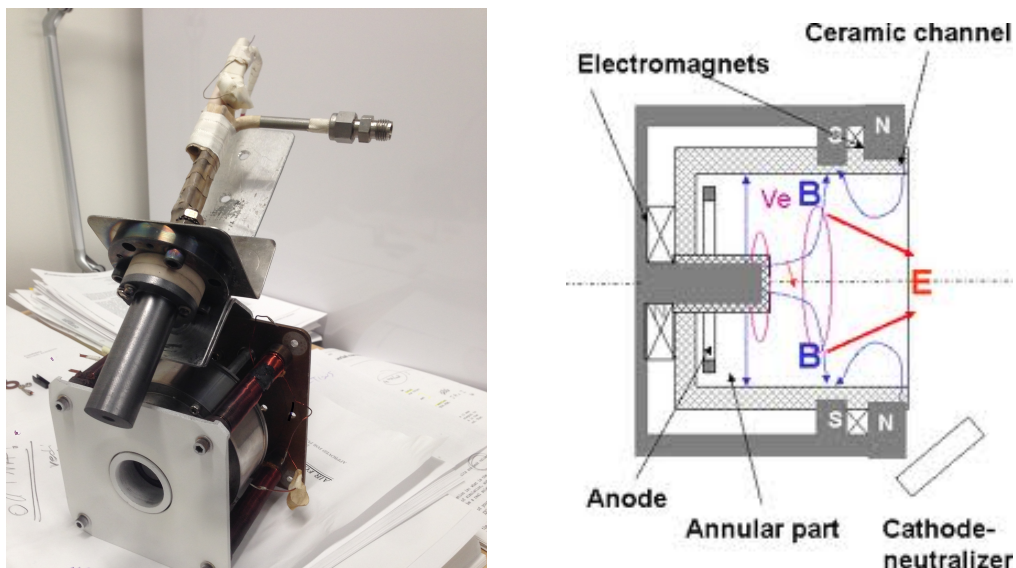 Ceramic channel
Electromagnets
S N
Ve B
E
B
S N
Anode
Annular part
Cathode-
neutralizer